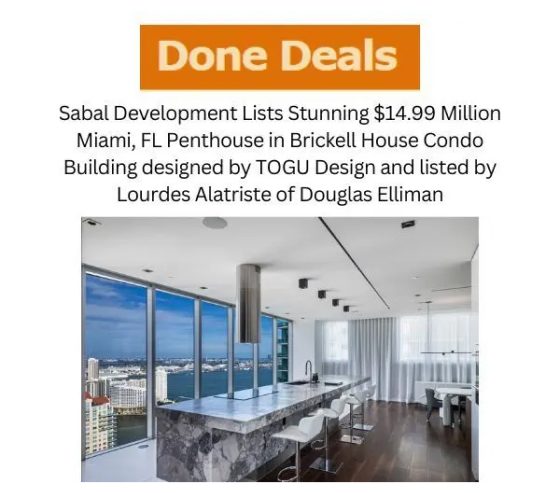 Done Deals
Sabal Development Lists Stunning $14.99 Million
Miami, FL Penthouse in Brickell House Condo
Building designed by TOGU Design and listed by
Lourdes Alatriste of Douglas Elliman